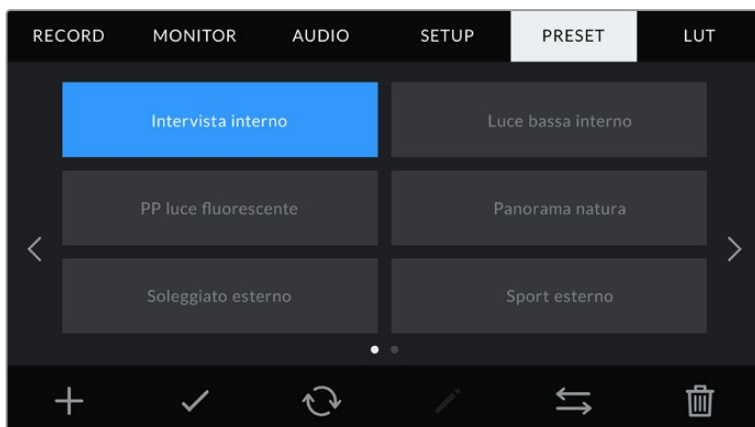 RECORD MONITOR AUDIO SETUP PRESET LUT
Intervista interno Luce bassa interno
PP luce fluorescente Panorama natura
Soleggiato esterno Sport esterno